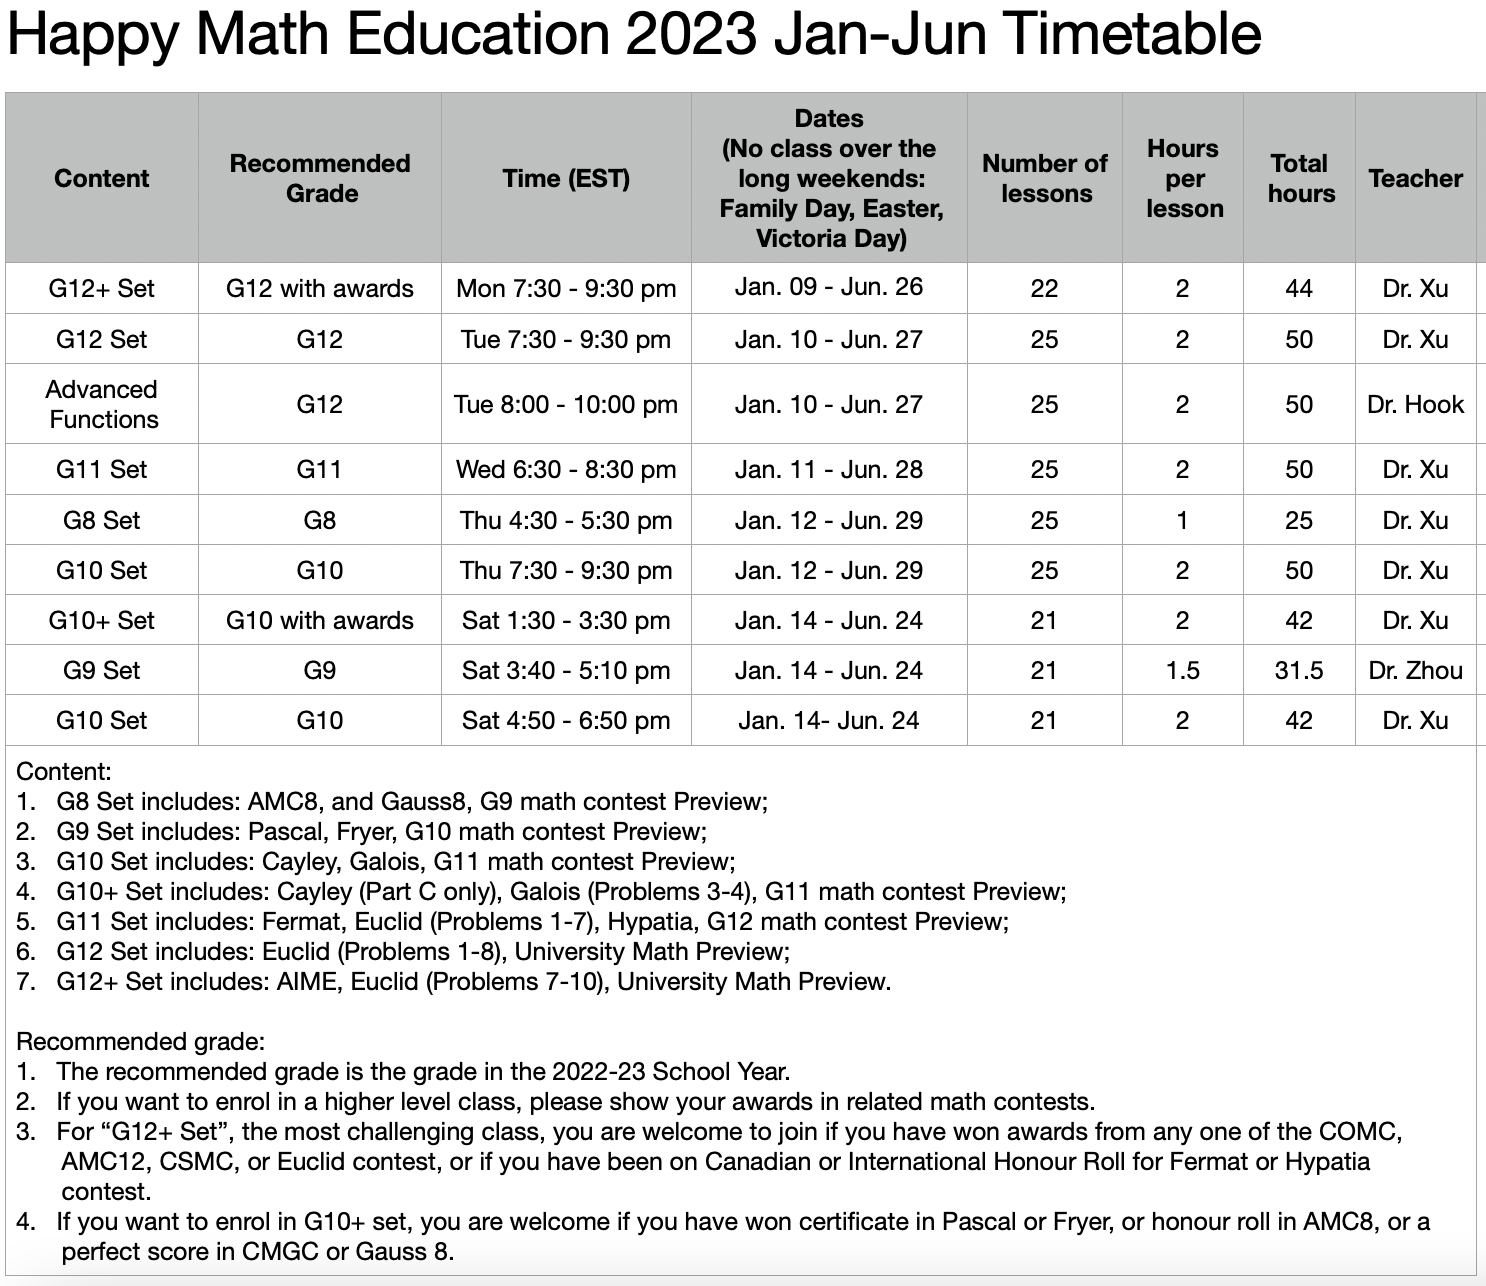 Happy Math Education 2023 Jan-Jun Timetable
Content
Recommended
Grade
Time (EST)
Dates
(No class over the
long weekends:
Family Day, Easter,
Victoria Day)
Number of
lessons
Hours
per
lesson
Total
hours
Teacher
G12+ Set G12 with awards Mon 7:30 - 9:30 pm Jan. 09 - Jun. 26 22 2 44 Dr. Xu
G12 Set G12 Tue 7:30 - 9:30 pm Jan. 10 - Jun. 27 25 2 50 Dr. Xu
Advanced
Functions
G12 Tue 8:00 - 10:00 pm Jan. 10 - Jun. 27 25 2 50 Dr. Hook
G11 Set G11 Wed 6:30 - 8:30 pm Jan. 11 - Jun. 28 25 2 50 Dr. Xu
G8 Set G8 Thu 4:30 - 5:30 pm Jan. 12 - Jun. 29 25 1 25 Dr. Xu
G10 Set G10 Thu 7:30 - 9:30 pm Jan. 12 - Jun. 29 25 2 50 Dr. Xu
G10+ Set G10 with awards Sat 1:30 - 3:30 pm Jan. 14 - Jun. 24 21 2 42 Dr. Xu
G9 Set G9 Sat 3:40 - 5:10 pm Jan. 14 - Jun. 24 21 1.5 31.5 Dr. Zhou
G10 Set G10 Sat 4:50 - 6:50 pm Jan. 14- Jun. 24 21 2 42 Dr. Xu
Content:
1. G8 Set includes: AMC8, and Gauss8, G9 math contest Preview;
2. G9 Set includes: Pascal, Fryer, G10 math contest Preview;
3. G10 Set includes: Cayley, Galois, G11 math contest Preview;
4. G10+ Set includes: Cayley (Part C only), Galois (Problems 3-4), G11 math contest Preview;
5. G11 Set includes: Fermat, Euclid (Problems 1-7), Hypatia, G12 math contest Preview;
6. G12 Set includes: Euclid (Problems 1-8), University Math Preview;
7. G12+ Set includes: AIME, Euclid (Problems 7-10), University Math Preview.
Recommended grade:
1. The recommended grade is the grade in the 2022-23 School Year.
2. If you want to enrol in a higher level class, please show your awards in related math contests.
3. For “G12+ Set”, the most challenging class, you are welcome to join if you have won awards from any one of the COMC,
AMC12, CSMC, or Euclid contest, or if you have been on Canadian or International Honour Roll for Fermat or Hypatia
contest.
4. If you want to enrol in G10+ set, you are welcome if you have won certificate in Pascal or Fryer, or honour roll in AMC8, or a
perfect score in CMGC or Gauss 8.